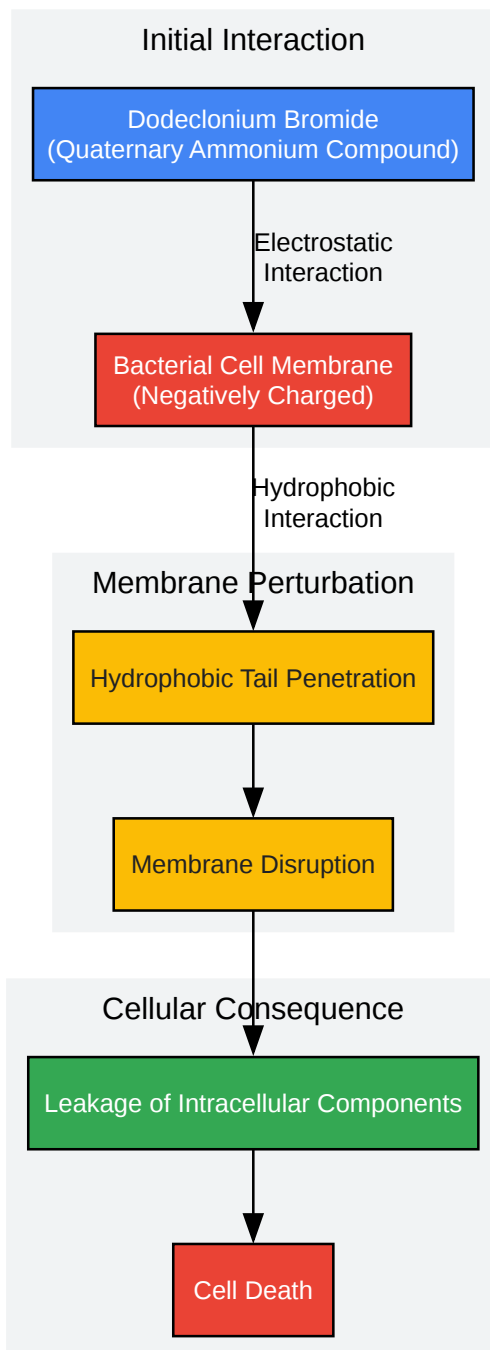 Initial Interaction
Dodeclonium Bromide
(Quaternary Ammonium Compound)
Electrostatic
Interaction
Bacterial Cell Membrane
(Negatively Charged)
Hydrophobic
Interaction
Membrane Perturbation
Hydrophobic Tail Penetration
Membrane Disruption
Cellular Consequence
Leakage of Intracellular Components
Cell Death